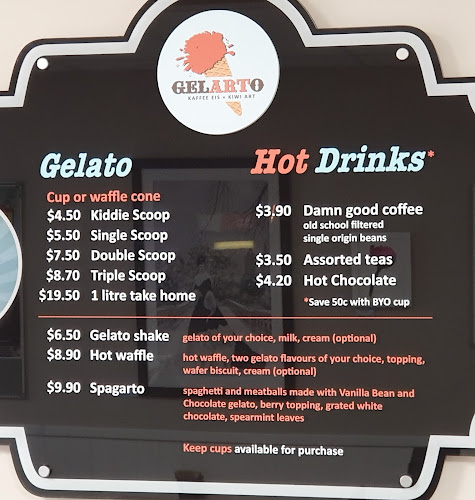 GELARTO
KAFFEE EIS + KIWI ART
Gelato
Cup or waffle cone
$4.50 Kiddie Scoop
$5.50 Single Scoop
$7.50 Double Scoop
$8.70 Triple Scoop
$19.50 1 litre take home
Hot Drinks*
$3.90 Damn good coffee
old school filtered
single origin beans
$3.50 Assorted teas
$4.20 Hot Chocolate
*Save 50c with BYO cup
$6.50 Gelato shake gelato of your choice, milk, cream (optional)
$8.90 Hot waffle hot waffle, two gelato flavours of your choice, topping,
wafer biscuit, cream (optional)
$9.90 Spagarto spaghetti and meatballs made with Vanilla Bean and
Chocolate gelato, berry topping, grated white
chocolate, spearmint leaves
Keep cups available for purchase